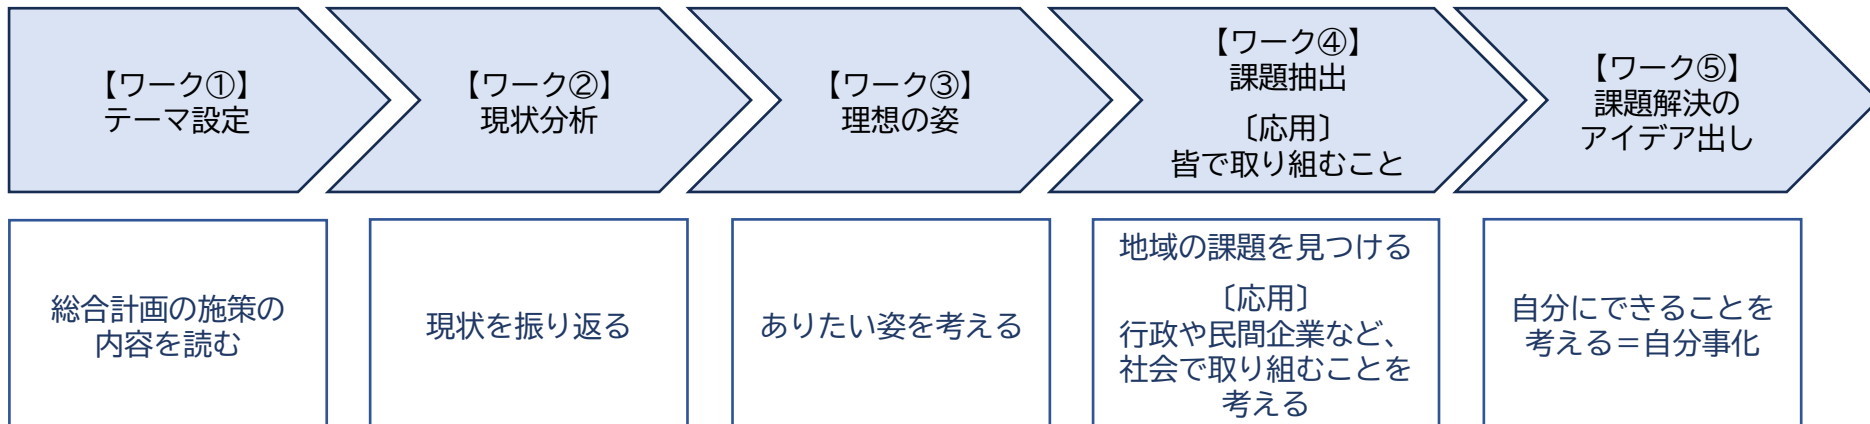 【ワーク①】
テーマ設定
【ワーク②】
現状分析
【ワーク③】
理想の姿
【ワーク④】
課題抽出
〔応用〕
皆で取り組むこと
【ワーク⑤】
課題解決の
アイデア出し
総合計画の施策の
内容を読む
現状を振り返る
ありたい姿を考える
地域の課題を見つける
〔応用〕
行政や民間企業など、
社会で取り組むことを
考える
自分にできることを
考える＝自分事化